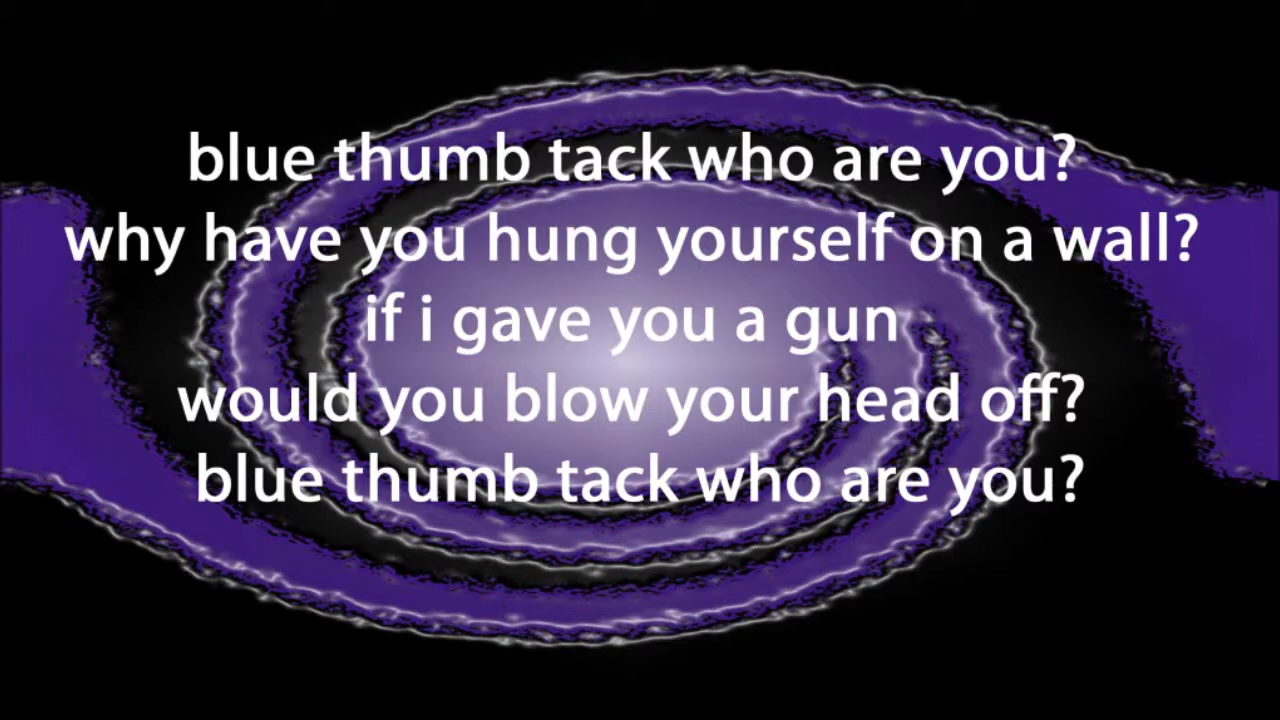 blue thumb tack who are you?
why have you hung yourself on a wall?
if i gave you a gun
would you blow your head off?
blue thumb tack who are you?